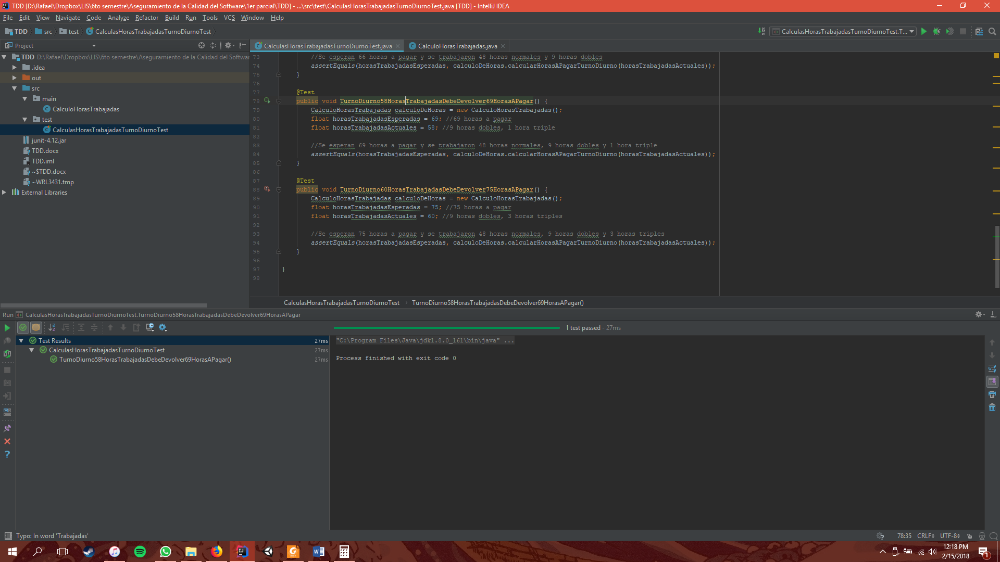 TDD [D:\Rafael\Dropbox\LIS\6to semestre\Aseguramiento de la Calidad del Software\1er parcial\TDD] - ...\src\test\CalculasHorasTrabajadasTurnoDiurnoTest.java [TDD] - IntelliJ IDEA
File Edit View Navigate Code Analyze Refactor Build Run Tools VCS Window Help
TDD src test CalculasHorasTrabajadasTurnoDiurnoTest
CalculasHorasTrabajadasTurnoDiurnoTest.T...
Project
CalculasHorasTrabajadasTurnoDiurnoTest.java CalculoHorasTrabajadas.java
TDD D:\Rafael\Dropbox\LIS\6to semestre\Aseguramiento de la Calidad del Softwar
.idea
out
src
main
CalculoHorasTrabajadas
test
CalculasHorasTrabajadasTurnoDiurnoTest
junit-4.12.jar
TDD.docx
TDD.iml
~$TDD.docx
~WRL3431.tmp
External Libraries
73 //Se esperan 66 horas a pagar y se trabajaron 48 horas normales y 9 horas dobles
74 assertEquals(horasTrabajadasEsperadas, calculoDeHoras.calcularHorasAPagarTurnoDiurno(horasTrabajadasActuales));
75 }
76
77 @Test
78 public void TurnoDiurno58HorasTrabajadasDebeDevolver69HorasAPagar() {
79 CalculoHorasTrabajadas calculoDeHoras = new CalculoHorasTrabajadas();
80 float horasTrabajadasEsperadas = 69; //69 horas a pagar
81 float horasTrabajadasActuales = 58; //9 horas dobles, 1 hora triple
82
83 //Se esperan 69 horas a pagar y se trabajaron 48 horas normales, 9 horas dobles y 1 hora triple
84 assertEquals(horasTrabajadasEsperadas, calculoDeHoras.calcularHorasAPagarTurnoDiurno(horasTrabajadasActuales));
85 }
86
87 @Test
88 public void TurnoDiurno60HorasTrabajadasDebeDevolver75HorasAPagar() {
89 CalculoHorasTrabajadas calculoDeHoras = new CalculoHorasTrabajadas();
90 float horasTrabajadasEsperadas = 75; //75 horas a pagar
91 float horasTrabajadasActuales = 60; //9 horas dobles, 3 horas triples
92
93 //Se esperan 75 horas a pagar y se trabajaron 48 horas normales, 9 horas dobles y 3 horas triples
94 assertEquals(horasTrabajadasEsperadas, calculoDeHoras.calcularHorasAPagarTurnoDiurno(horasTrabajadasActuales));
95 }
96
97 }
98
CalculasHorasTrabajadasTurnoDiurnoTest TurnoDiurno58HorasTrabajadasDebeDevolver69HorasAPagar()
Run CalculasHorasTrabajadasTurnoDiurnoTest.TurnoDiurno58HorasTrabajadasDebeDevolver69HorasAPagar
1 test passed - 27ms
Test Results 27ms
CalculasHorasTrabajadasTurnoDiurnoTest 27ms
TurnoDiurno58HorasTrabajadasDebeDevolver69HorasAPagar() 27ms
"C:\Program Files\Java\jdk1.8.0_161\bin\java" ...
Process finished with exit code 0
Typo: In word 'Trabajadas'
78:35 CRLF UTF-8
12:18 PM
2/15/2018
1